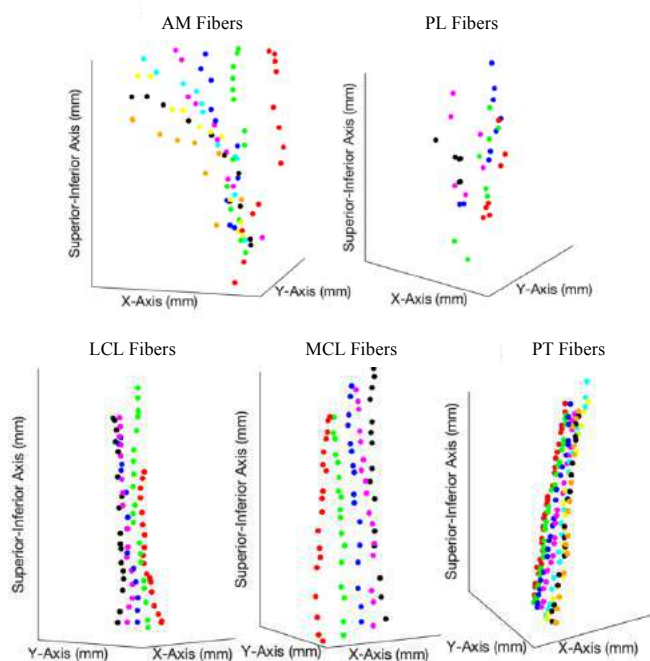 AM Fibers
PL Fibers
Superior-Inferior Axis (mm)
X-Axis (mm)
Y-Axis (mm)
Superior-Inferior Axis (mm)
X-Axis (mm)
Y-Axis (mm)
LCL Fibers
MCL Fibers
PT Fibers
Superior-Inferior Axis (mm)
Y-Axis (mm)
X-Axis (mm)
Superior-Inferior Axis (mm)
Y-Axis (mm)
X-Axis (mm)
Superior-Inferior Axis (mm)
Y-Axis (mm)
X-Axis (mm)